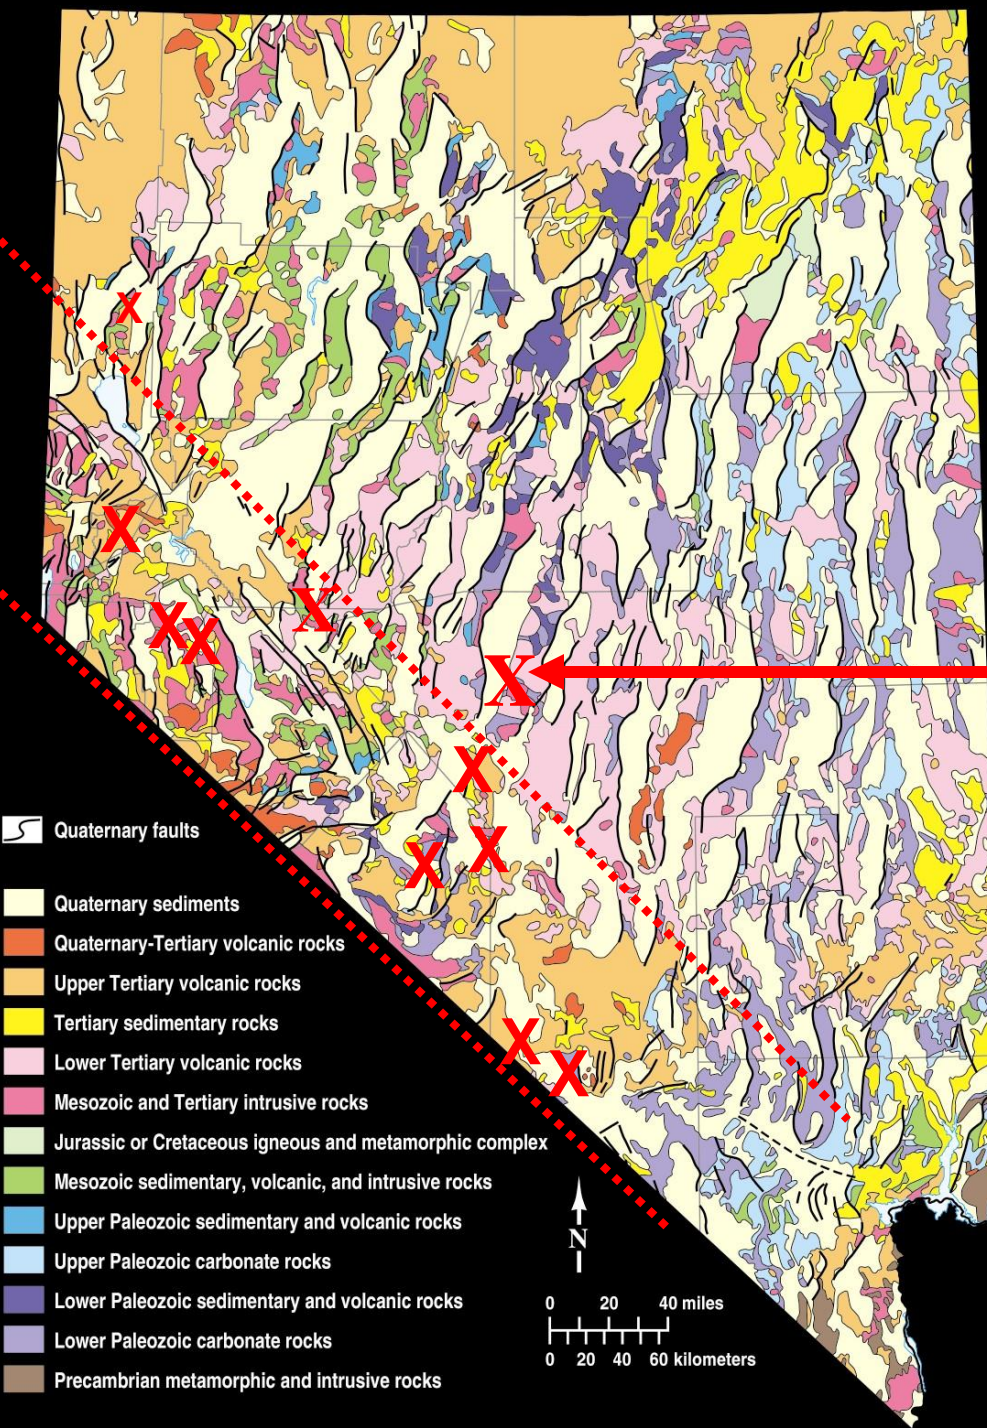 X
X
X
X
X
X
X
X
X
X
X
Quaternary faults
Quaternary sediments
Quaternary-Tertiary volcanic rocks
Upper Tertiary volcanic rocks
Tertiary sedimentary rocks
Lower Tertiary volcanic rocks
Mesozoic and Tertiary intrusive rocks
Jurassic or Cretaceous igneous and metamorphic complex
Mesozoic sedimentary, volcanic, and intrusive rocks
Upper Paleozoic sedimentary and volcanic rocks
Upper Paleozoic carbonate rocks
Lower Paleozoic sedimentary and volcanic rocks
Lower Paleozoic carbonate rocks
Precambrian metamorphic and intrusive rocks
N
0 20 40 miles
0 20 40 60 kilometers